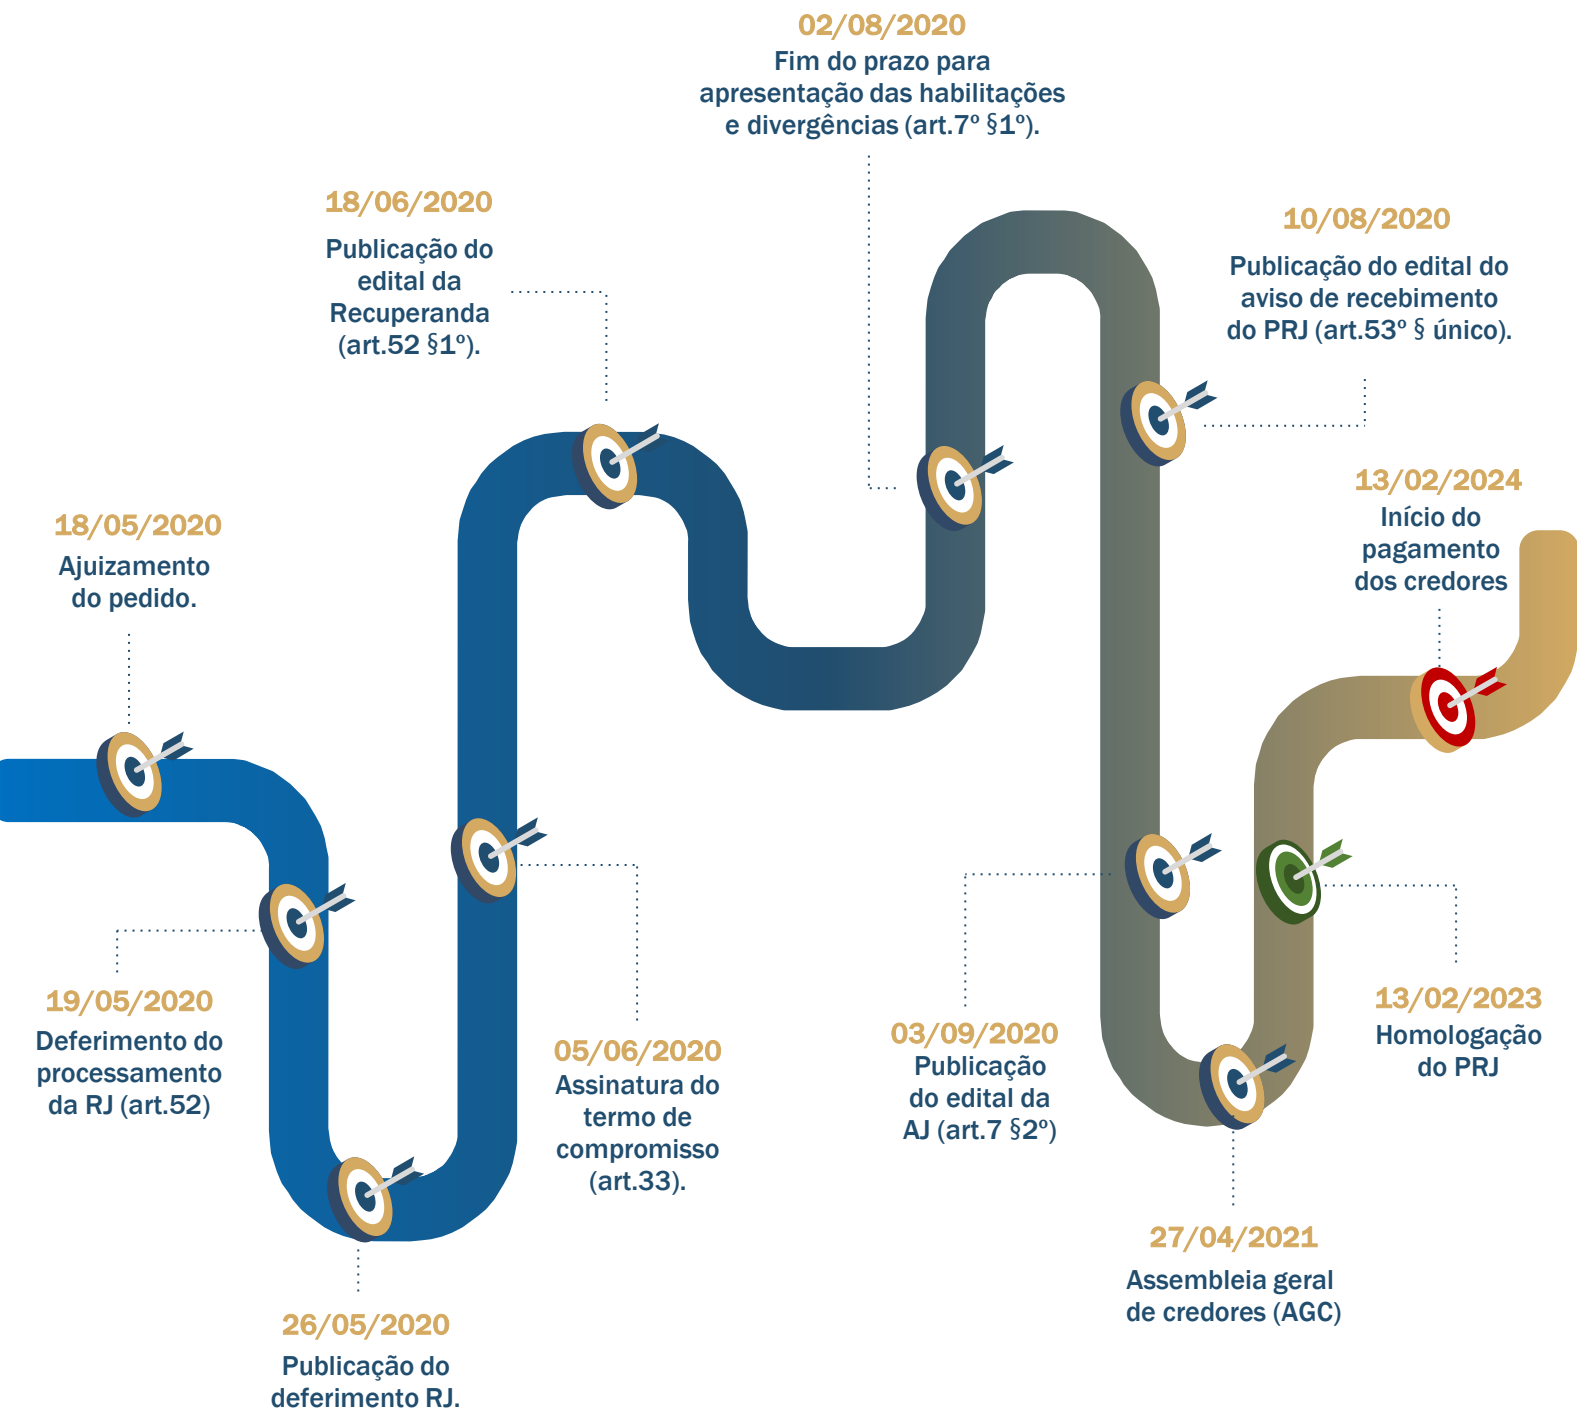 18/05/2020
Ajuizamento
do pedido.
19/05/2020
Deferimento do
processamento
da RJ (art.52)
26/05/2020
Publicação do
deferimento RJ.
05/06/2020
Assinatura do
termo de
compromisso
(art.33).
18/06/2020
Publicação do
edital da
Recuperanda
(art.52 §1º).
02/08/2020
Fim do prazo para
apresentação das habilitações
e divergências (art.7º §1º).
10/08/2020
Publicação do edital do
aviso de recebimento
do PRJ (art.53º § único).
03/09/2020
Publicação
do edital da
AJ (art.7 §2º)
27/04/2021
Assembleia geral
de credores (AGC)
13/02/2023
Homologação
do PRJ
13/02/2024
Início do
pagamento
dos credores